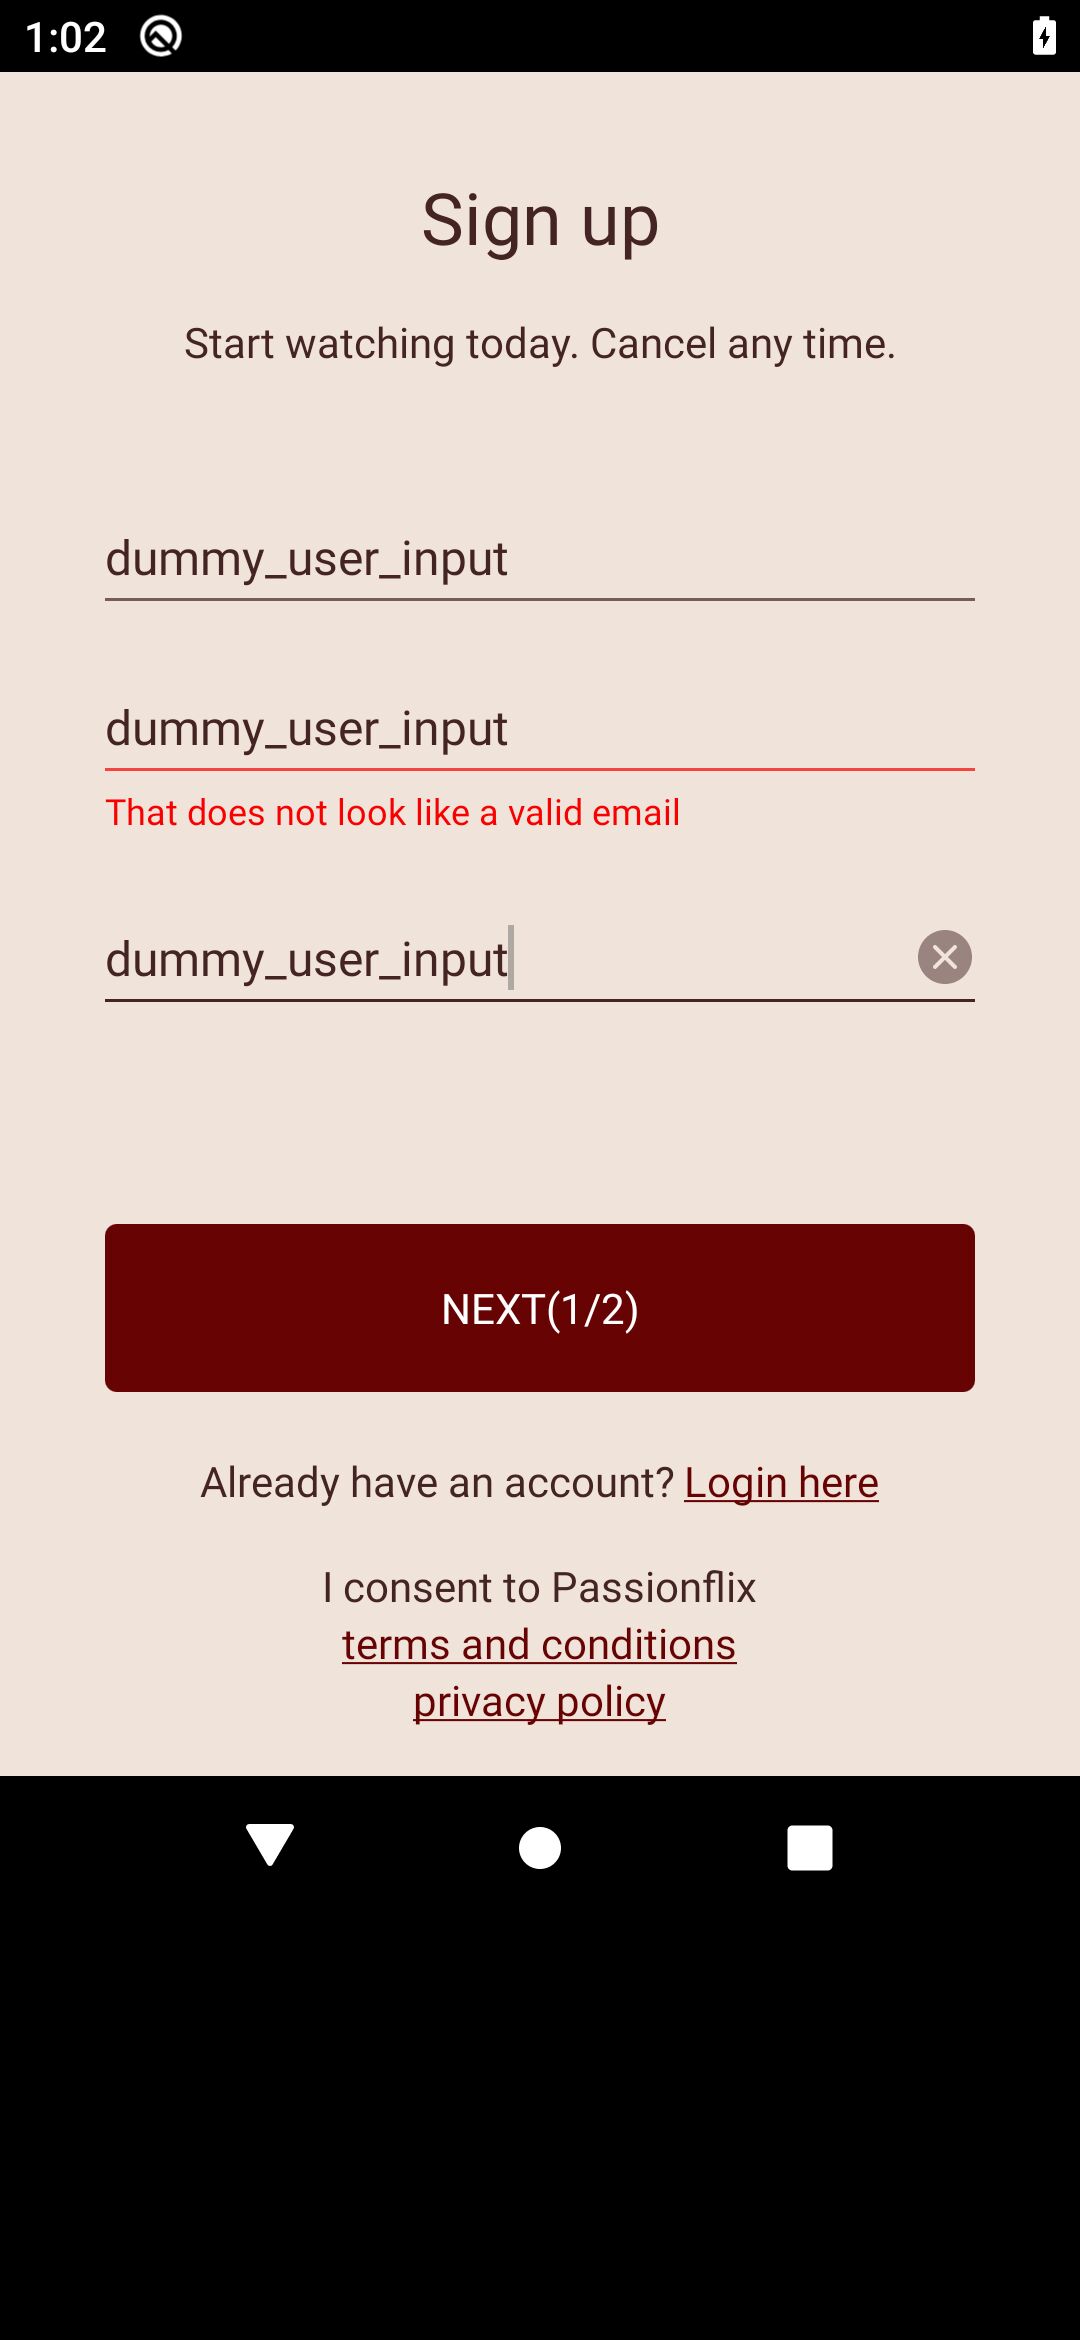 1:02
Sign up
Start watching today. Cancel any time.
dummy_user_input
dummy_user_input
That does not look like a valid email
dummy_user_input
NEXT(1/2)
Already have an account? Login here
I consent to Passionflix
terms and conditions
privacy policy